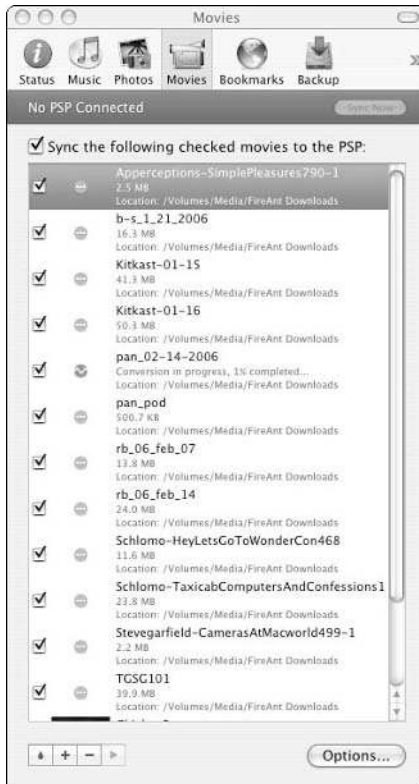 Movies
Status Music Photos Movies Bookmarks Backup
No PSP Connected Sync Now
Sync the following checked movies to the PSP:
Apperceptions-SimplePleasures790-1
2.5 MB
Location: /Volumes/Media/FireAnt Downloads
b-s_1_21_2006
16.3 MB
Location: /Volumes/Media/FireAnt Downloads
Kitkast-01-15
41.3 MB
Location: /Volumes/Media/FireAnt Downloads
Kitkast-01-16
50.3 MB
Location: /Volumes/Media/FireAnt Downloads
pan_02-14-2006
Conversion in progress, 1% completed...
Location: /Volumes/Media/FireAnt Downloads
pan_pod
500.7 KB
Location: /Volumes/Media/FireAnt Downloads
rb_06_feb_07
13.8 MB
Location: /Volumes/Media/FireAnt Downloads
rb_06_feb_14
24.0 MB
Location: /Volumes/Media/FireAnt Downloads
Schlomo-HeyLetsGoToWonderCon468
11.6 MB
Location: /Volumes/Media/FireAnt Downloads
Schlomo-TaxicabComputersAndConfessions1
23.8 MB
Location: /Volumes/Media/FireAnt Downloads
Stevegarfield-CamerasAtMacworld499-1
2.2 MB
Location: /Volumes/Media/FireAnt Downloads
TGSG101
39.9 MB
Location: /Volumes/Media/FireAnt Downloads
Options...